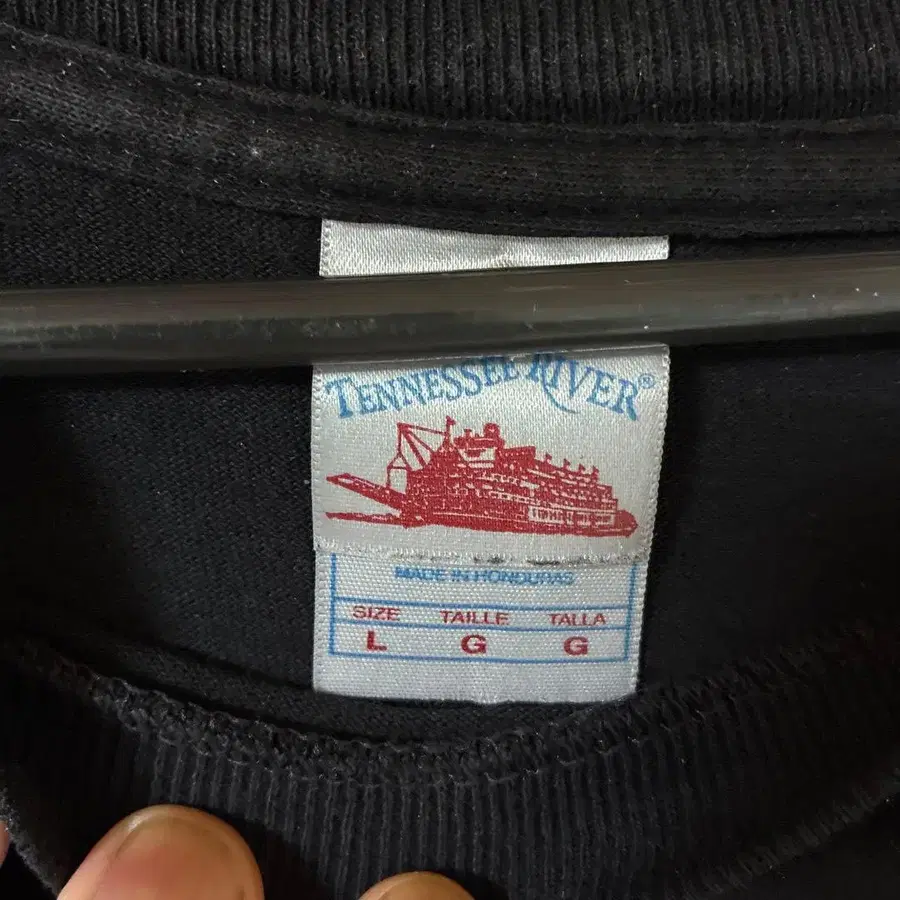 TENNESSEE RIVER®
MADE IN HONDURAS
SIZE TAILLE TALLA
L G G